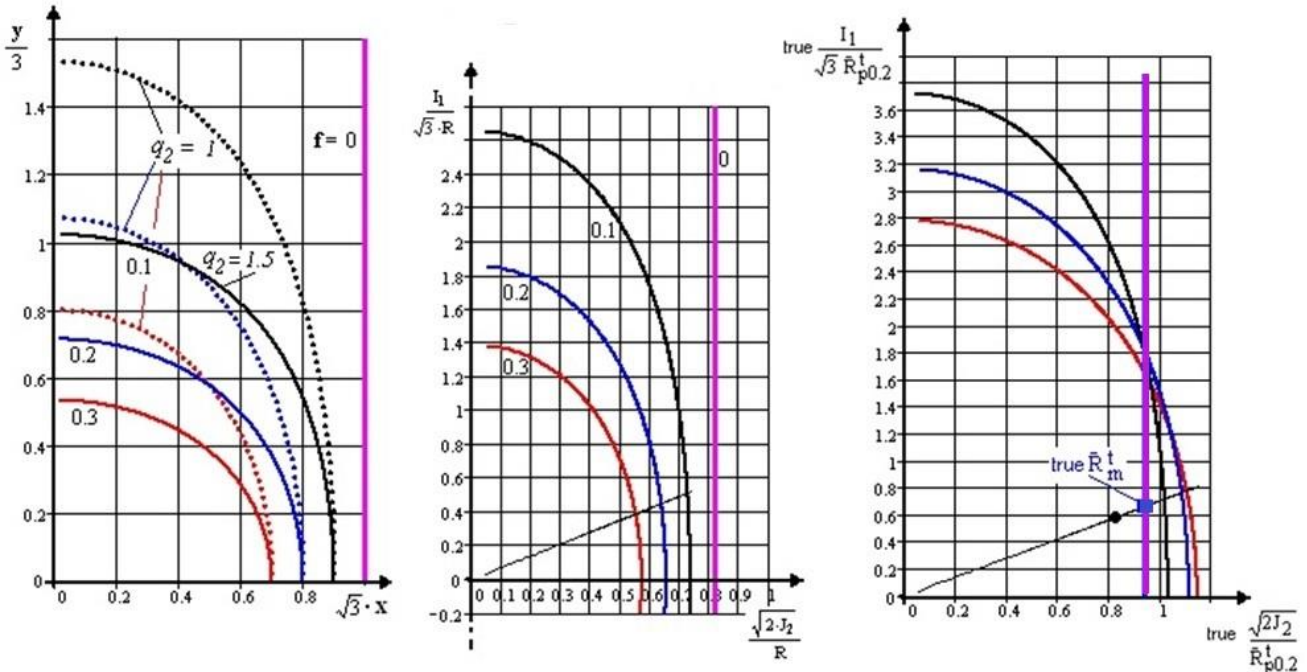 y
3
1.4
1.2
1
0.8
0.6
0.4
0.2
0
q₂ = 1
f = 0
q₂ = 1.5
0.1
0.2
0.3
0 0.2 0.4 0.6 0.8
√3 · x
I₁
√3·R
2.4
2.2
2
1.8
1.6
1.4
1.2
1
0.8
0.6
0.4
0.2
0
-0.2
0
0.1
0.2
0.3
0 0.1 0.2 0.3 0.4 0.5 0.6 0.7 0.8 0.9 1
√2·J₂
R
true I₁
√3 R̄ᵗp0.2
3.6
3.2
3
2.8
2.6
2.4
2.2
2
1.8
1.6
1.4
1.2
1
0.8
0.6
0.4
0.2
0
true R̄ᵗm
0 0.2 0.4 0.6 0.8 1
true √2J₂
R̄ᵗp0.2